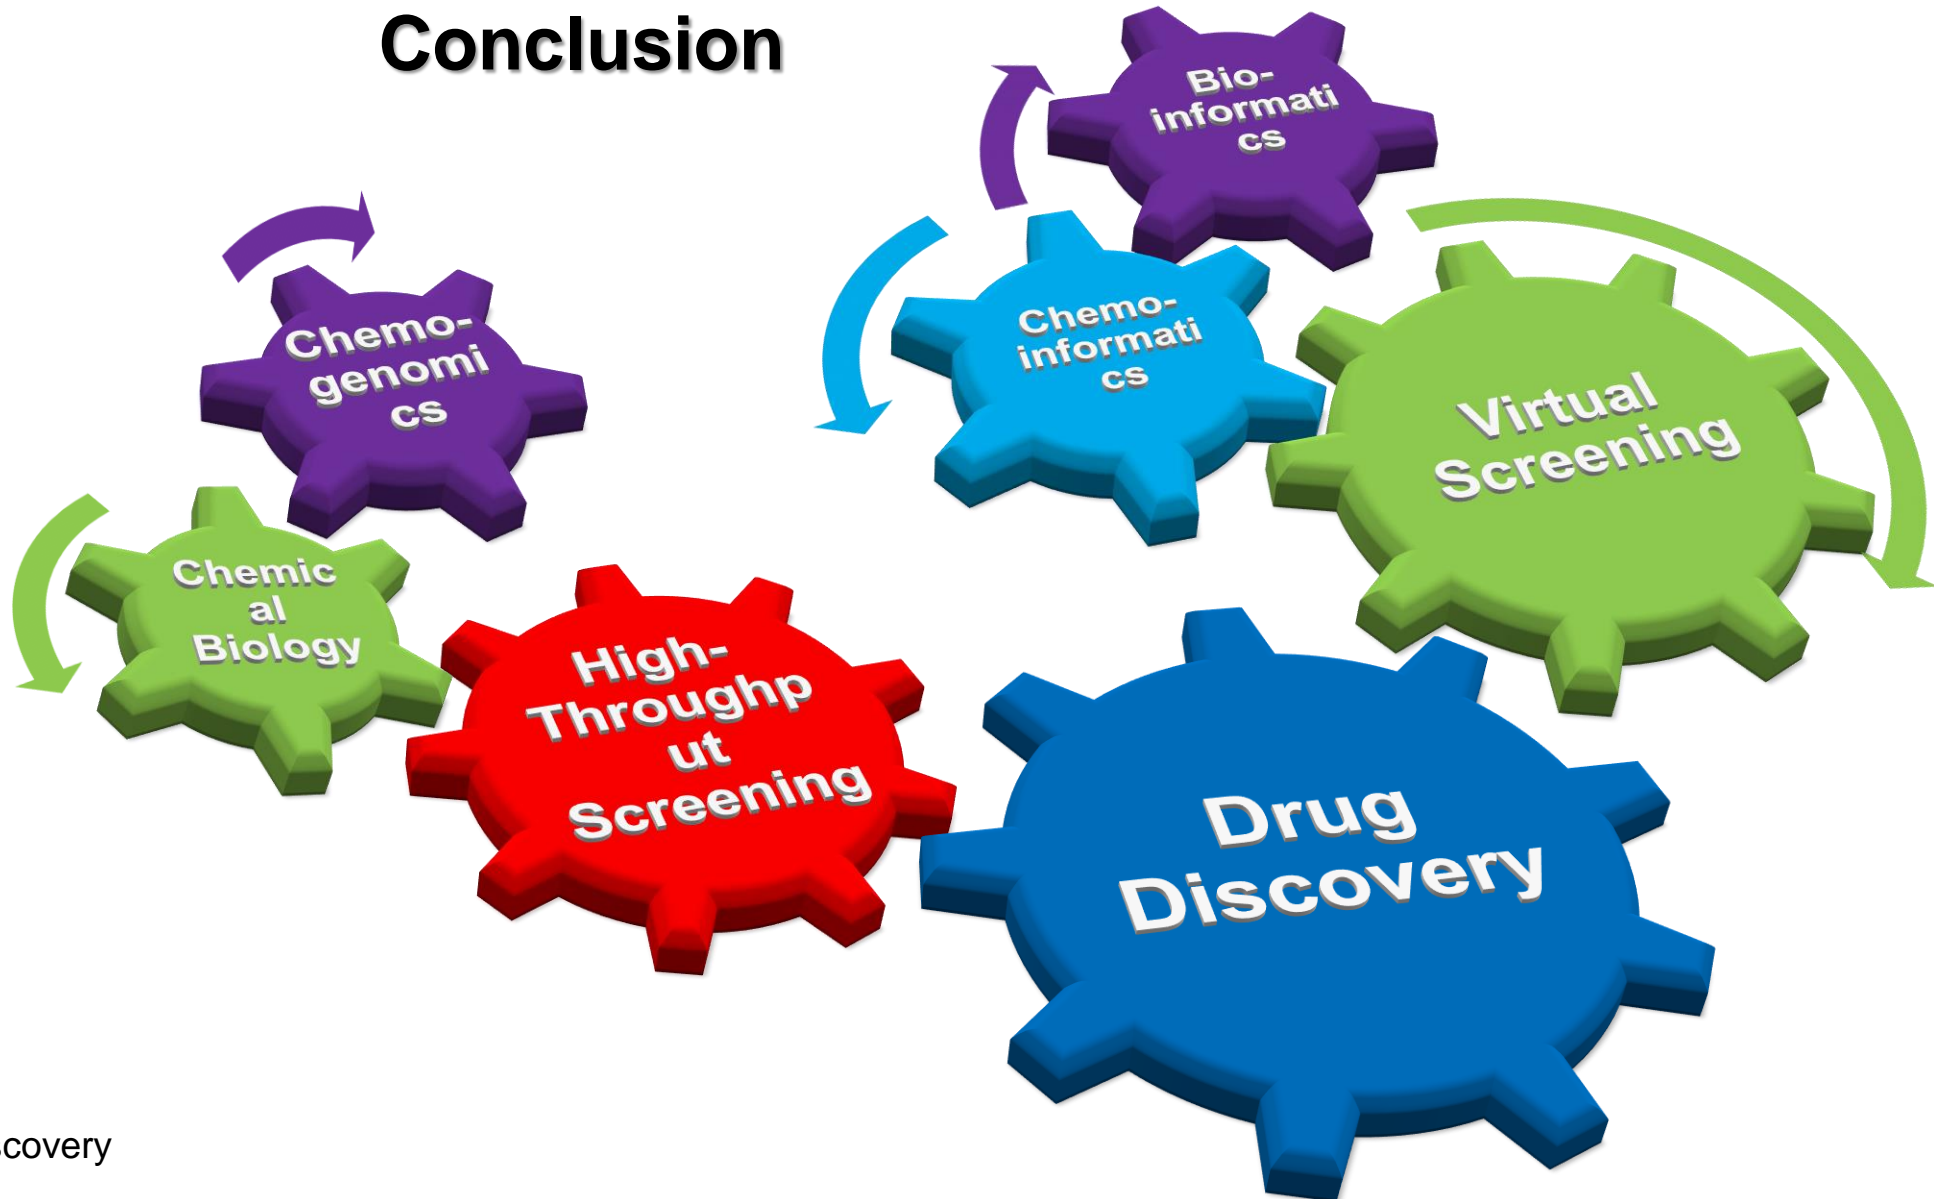 Conclusion
Bio-
informati
cs
Chemo-
informati
cs
Chemo-
genomi
cs
Virtual
Screening
Chemic
al
Biology
High-
Throughp
ut
Screening
Drug
Discovery
scovery